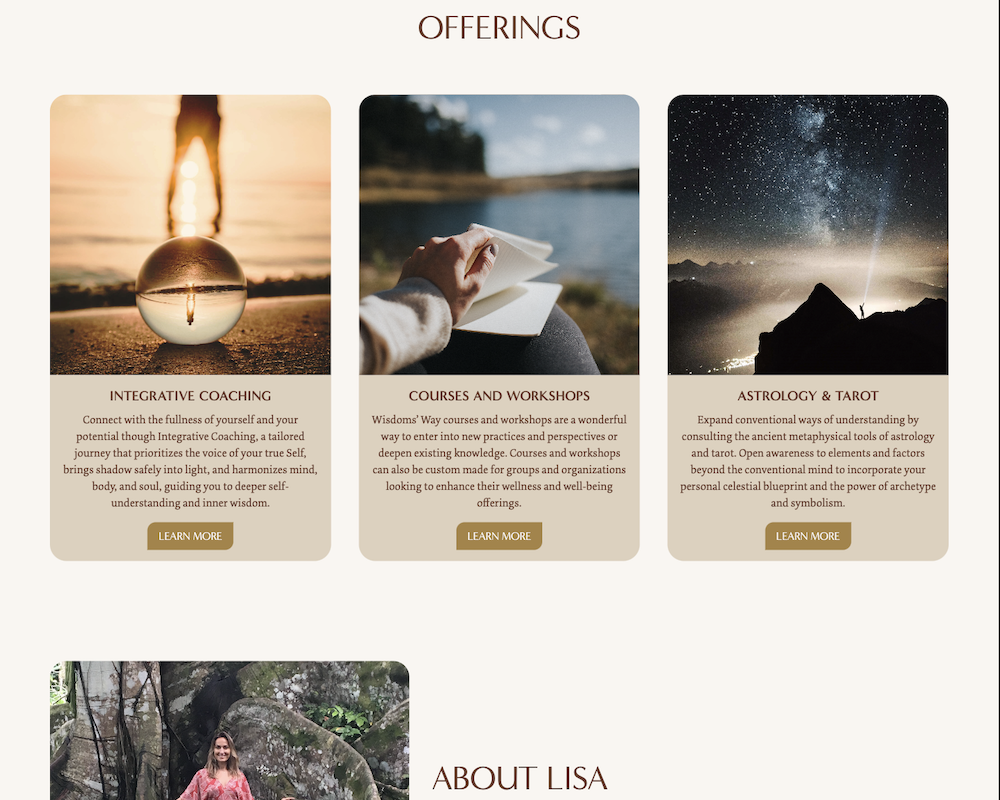 OFFERINGS
INTEGRATIVE COACHING
Connect with the fullness of yourself and your
potential though Integrative Coaching, a tailored
journey that prioritizes the voice of your true Self,
brings shadow safely into light, and harmonizes mind,
body, and soul, guiding you to deeper self-
understanding and inner wisdom.
LEARN MORE
COURSES AND WORKSHOPS
Wisdoms' Way courses and workshops are a wonderful
way to enter into new practices and perspectives or
deepen existing knowledge. Courses and workshops
can also be custom made for groups and organizations
looking to enhance their wellness and well-being
offerings.
LEARN MORE
ASTROLOGY & TAROT
Expand conventional ways of understanding by
consulting the ancient metaphysical tools of astrology
and tarot. Open awareness to elements and factors
beyond the conventional mind to incorporate your
personal celestial blueprint and the power of archetype
and symbolism.
LEARN MORE
ABOUT LISA